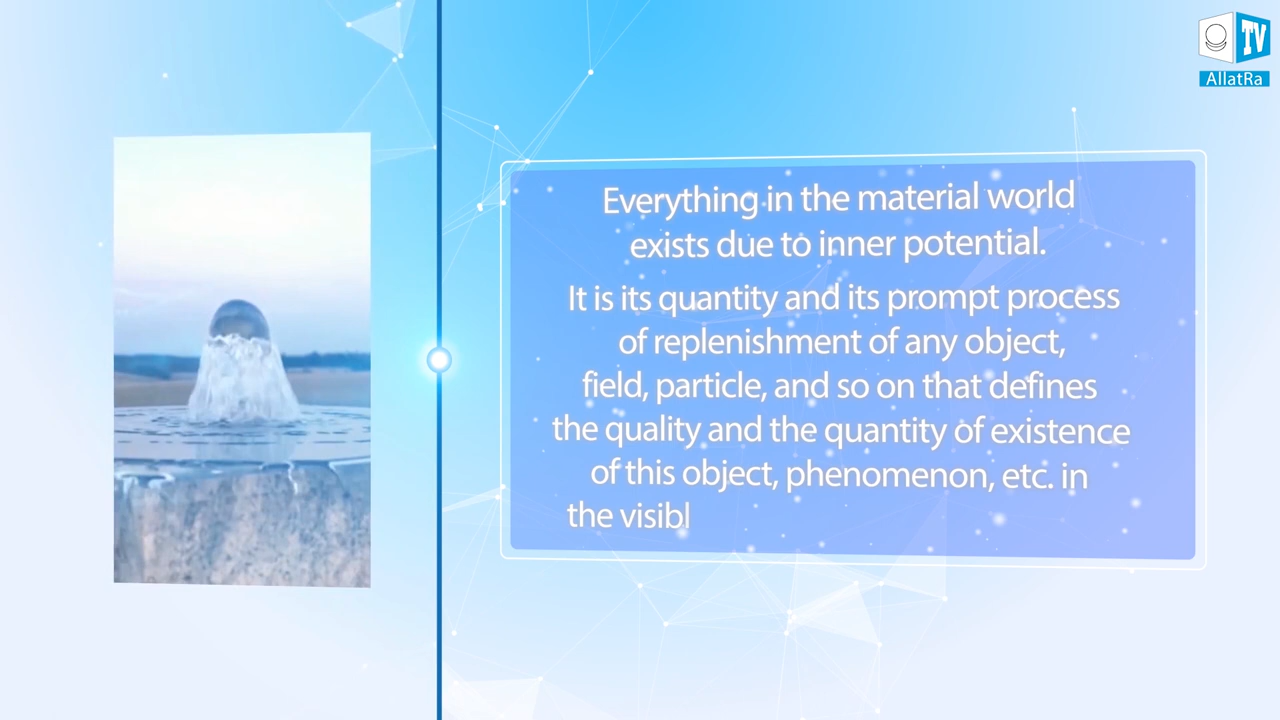 TV
AllatRa
Everything in the material world
exists due to inner potential.
It is its quantity and its prompt process
of replenishment of any object,
field, particle, and so on that defines
the quality and the quantity of existence
of this object, phenomenon, etc. in
the visibl